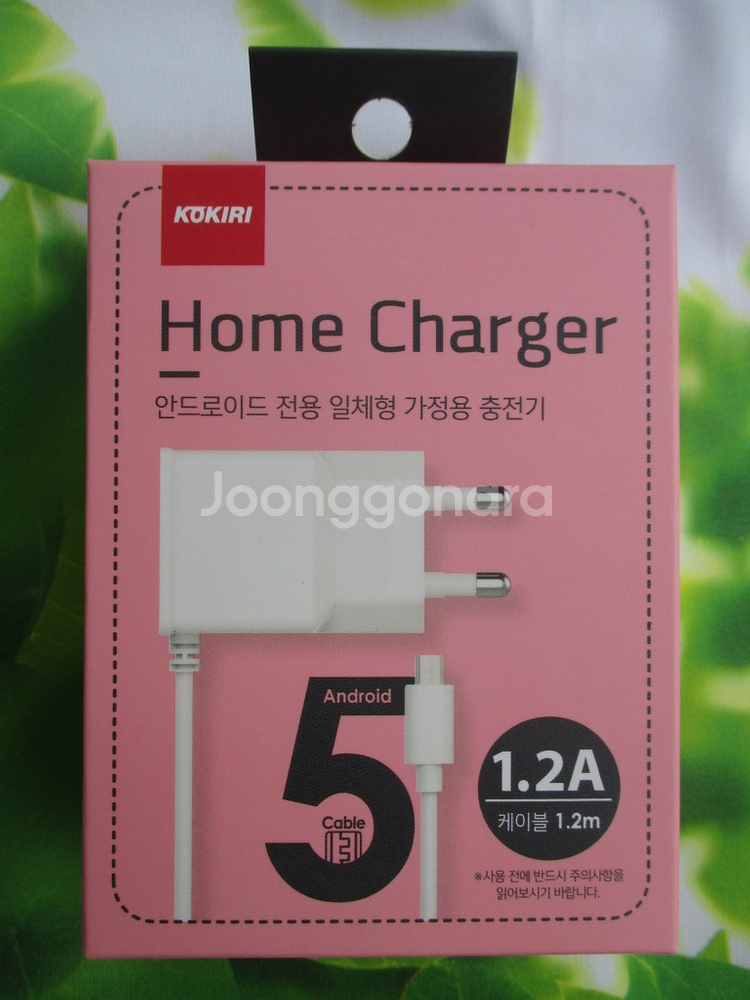 KOKIRI
Home Charger
안드로이드 전용 일체형 가정용 충전기
Joonggonara
Android
5
Cable
1.2A
케이블 1.2m
※사용 전에 반드시 주의사항을
읽어보시기 바랍니다.